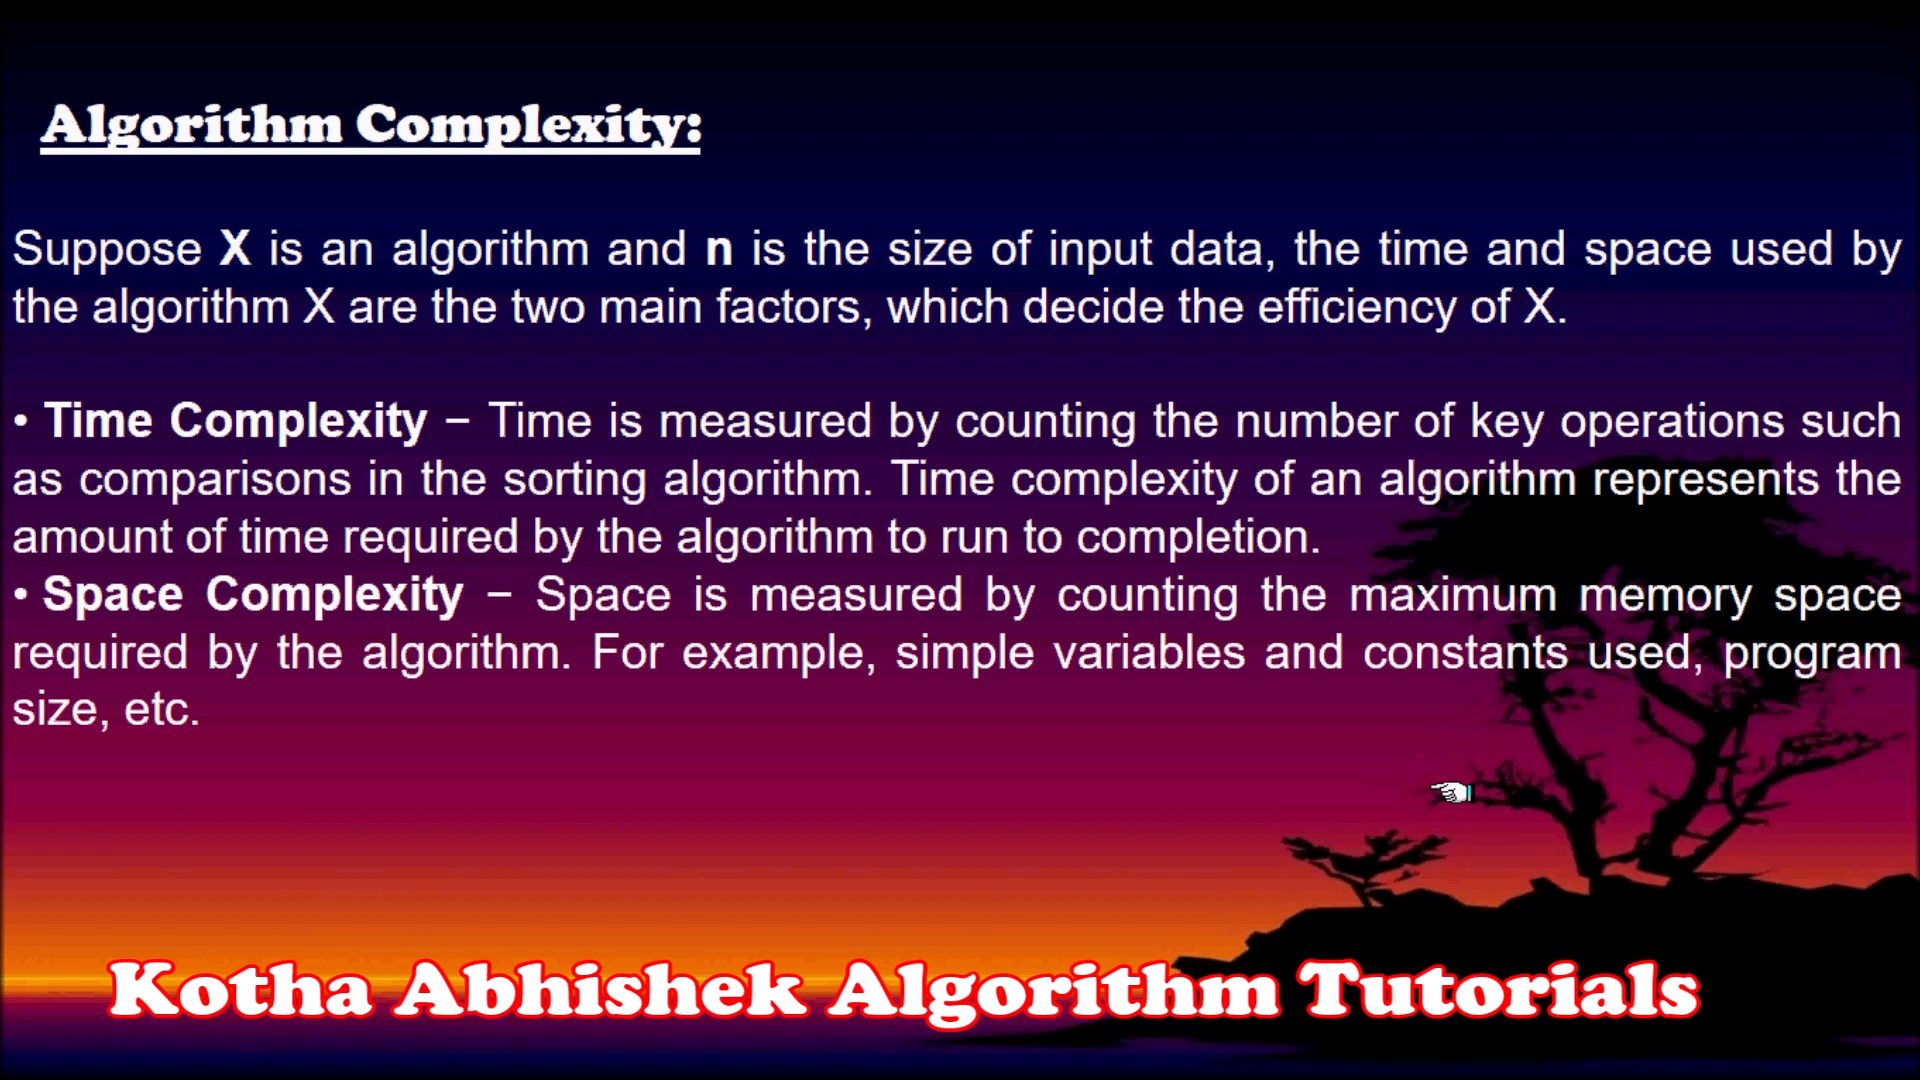 Algorithm Complexity:
Suppose X is an algorithm and n is the size of input data, the time and space used by
the algorithm X are the two main factors, which decide the efficiency of X.
• Time Complexity − Time is measured by counting the number of key operations such
as comparisons in the sorting algorithm. Time complexity of an algorithm represents the
amount of time required by the algorithm to run to completion.
• Space Complexity − Space is measured by counting the maximum memory space
required by the algorithm. For example, simple variables and constants used, program
size, etc.
Kotha Abhishek Algorithm Tutorials